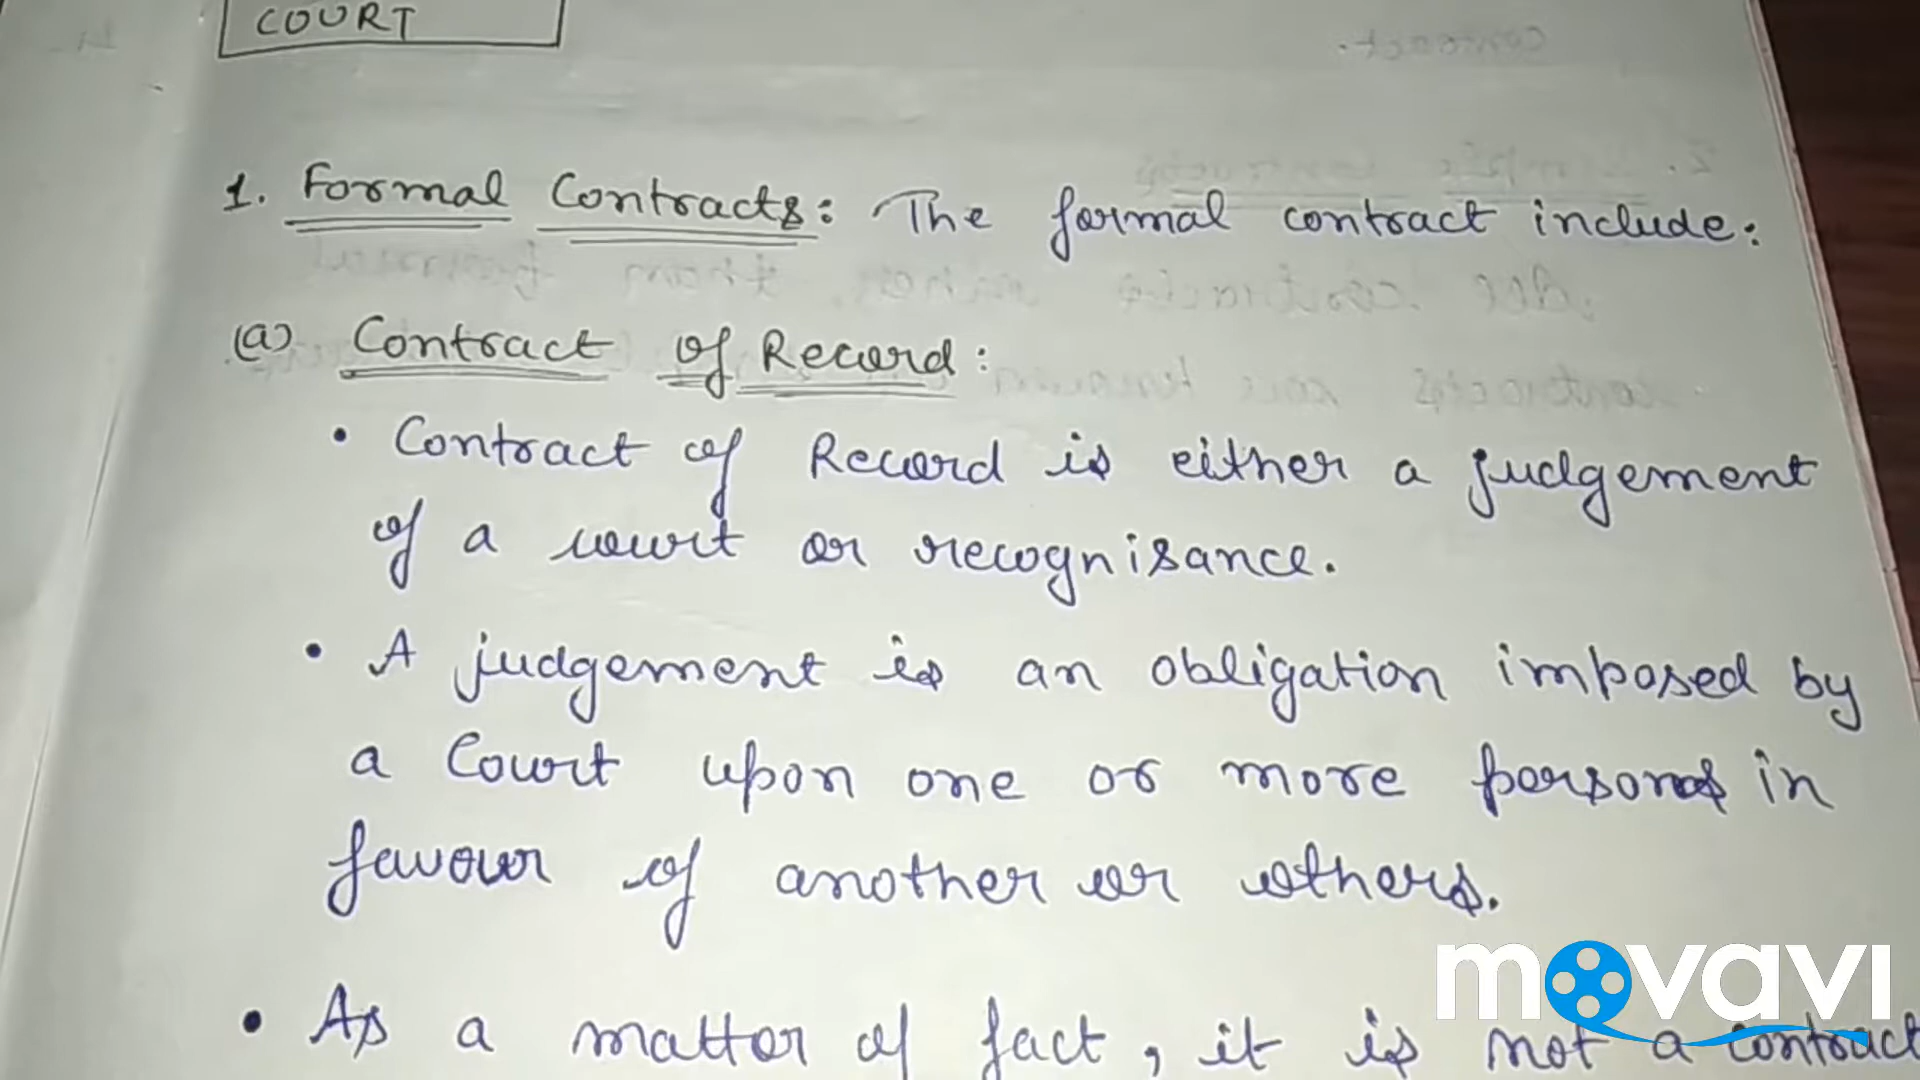 COURT
1. Formal Contracts: The formal contract include:
(a) Contract of Record:
• Contract of Record is either a judgement
of a court or recognisance.
• A judgement is an obligation imposed by
a Court upon one or more persons in
favour of another or others.
• As a matter of fact, it is not a contract
movavi